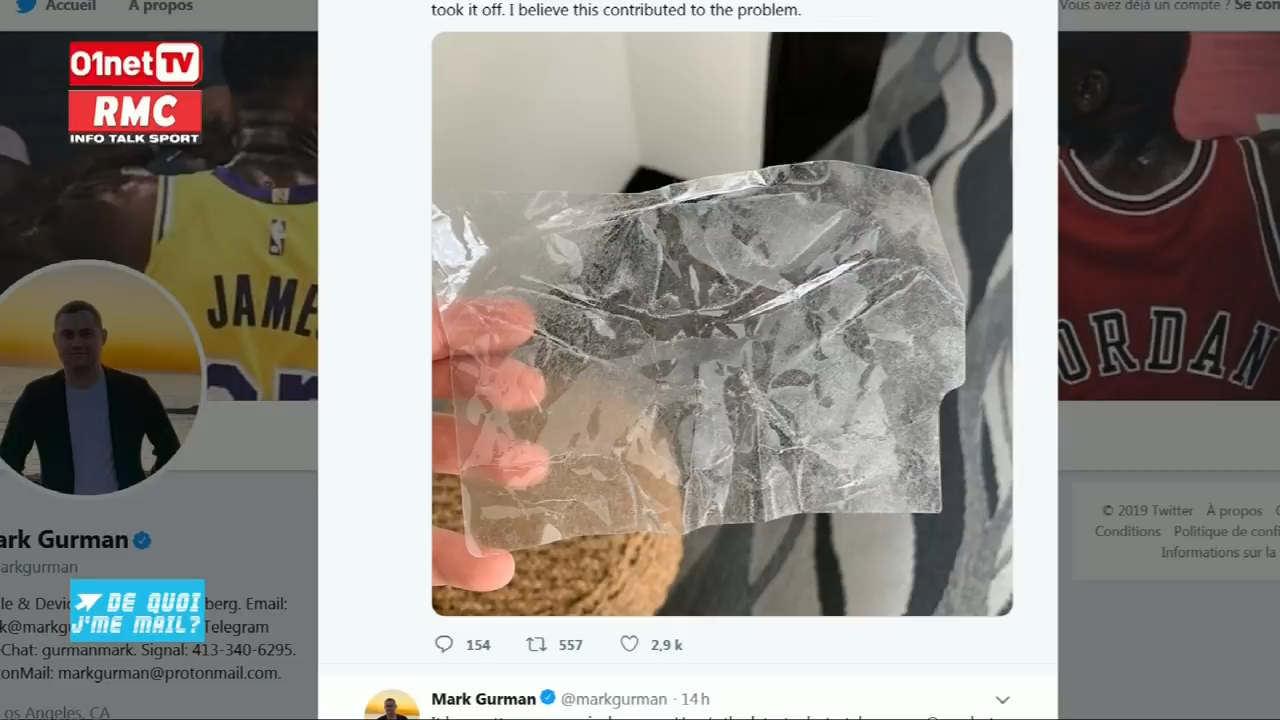 Accueil À propos
took it off. I believe this contributed to the problem.
Vous avez déjà un compte ? Se con
01net TV
RMC
INFO TALK SPORT
JAMES
ORDAN
ark Gurman
arkgurman
le & Devic berg. Email:
k@markgu Telegram
Chat: gurmanmark. Signal: 413-340-6295.
onMail: markgurman@protonmail.com.
os Angeles, CA
DE QUOI
J'ME MAIL?
© 2019 Twitter À propos
Conditions Politique de confi
Informations sur la
154 557 2,9 k
Mark Gurman @markgurman · 14 h